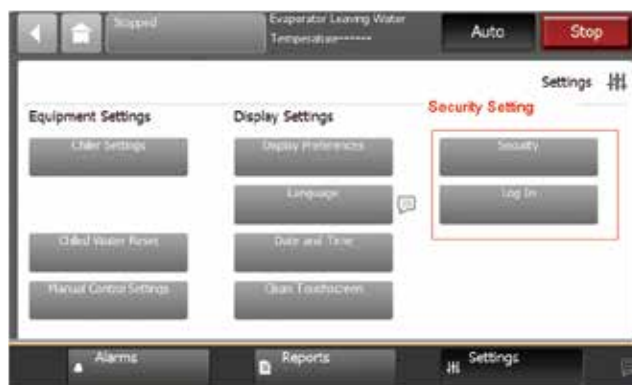 Stopped
Evaporator Leaving Water
Temperature------
Auto
Stop
Settings
Equipment Settings
Display Settings
Security Setting
Chiller Settings
Display Preferences
Security
Language
Log In
Chilled Water Reset
Date and Time
Manual Control Settings
Clean Touchscreen
Alarms
Reports
Settings